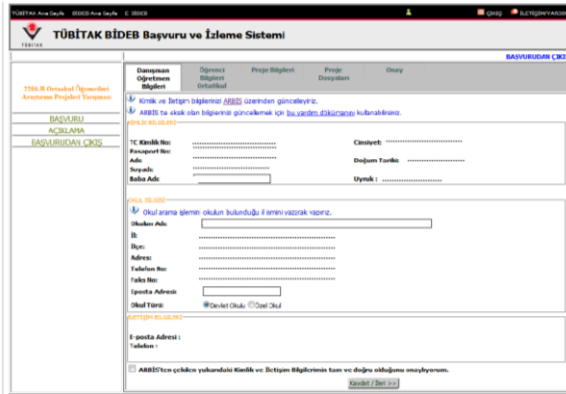 TÜBİTAK Ana Sayfa BİDEB Ana Sayfa E-BİDEB ÇIKIŞ İLETİŞİM/YARDIM
TÜBİTAK
TÜBİTAK BİDEB Başvuru ve İzleme Sistemi
BAŞVURUDAN ÇIKIŞ
2204-B Ortaokul Öğrencileri
Araştırma Projeleri Yarışması
BAŞVURU
AÇIKLAMA
BAŞVURUDAN ÇIKIŞ
Danışman Öğretmen Bilgileri
Öğrenci Bilgileri Ortaokul
Proje Bilgileri
Proje Dosyaları
Onay
Kimlik ve İletişim bilgilerinizi ARBİS üzerinden güncelleyiniz.
ARBİS te eksik olan bilgilerinizi güncellemek için bu yardım dökümanını kullanabilirsiniz.
KİMLİK BİLGİLERİ
TC Kimlik No: Cinsiyet:
Pasaport No:
Adı: Doğum Tarihi:
Soyadı:
Baba Adı: Uyruk :
OKUL BİLGİSİ
Okul arama işlemin okulun bulunduğu il ismini yazarak yapınız.
Okulun Adı:
İl:
İlçe:
Adres:
Telefon No:
Faks No:
Eposta Adresi:
Okul Türü: Devlet Okulu Özel Okul
İLETİŞİM BİLGİLERİ
E-posta Adresi :
Telefon :
ARBİS'ten çekilen yukarıdaki Kimlik ve İletişim Bilgilerimin tam ve doğru olduğunu onaylıyorum.
Kaydet / İleri >>